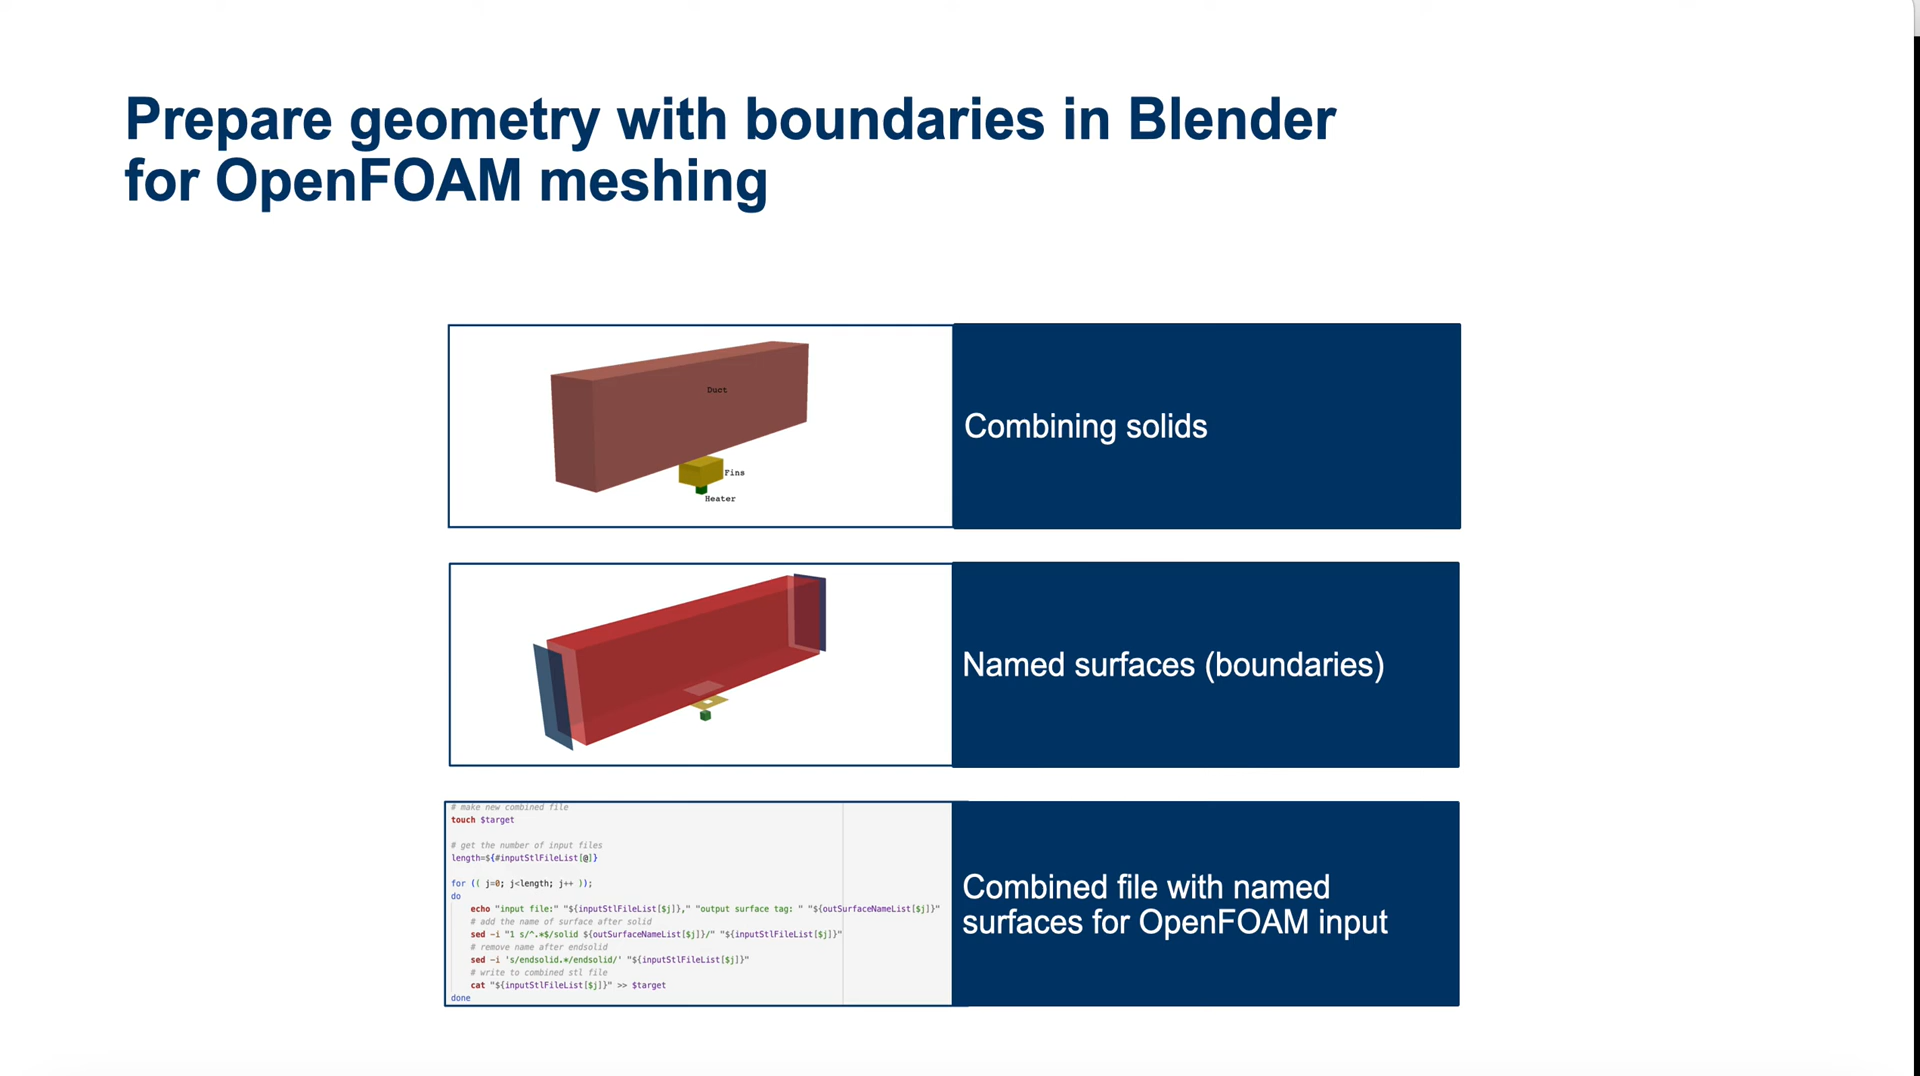 Prepare geometry with boundaries in Blender
for OpenFOAM meshing
Duct
Fins
Heater
Combining solids
Named surfaces (boundaries)
# make new combined file
touch $target
# get the number of input files
length=${#inputStlFileList[@]}
for (( j=0; j<length; j++ ));
do
echo "input file:" "${inputStlFileList[$j]}," "output surface tag: " "${outSurfaceNameList[$j]}"
# add the name of surface after solid
sed -i "1 s/^.*$/solid ${outSurfaceNameList[$j]}/" "${inputStlFileList[$j]}"
# remove name after endsolid
sed -i 's/endsolid.*/endsolid/' "${inputStlFileList[$j]}"
# write to combined stl file
cat "${inputStlFileList[$j]}" >> $target
done
Combined file with named
surfaces for OpenFOAM input